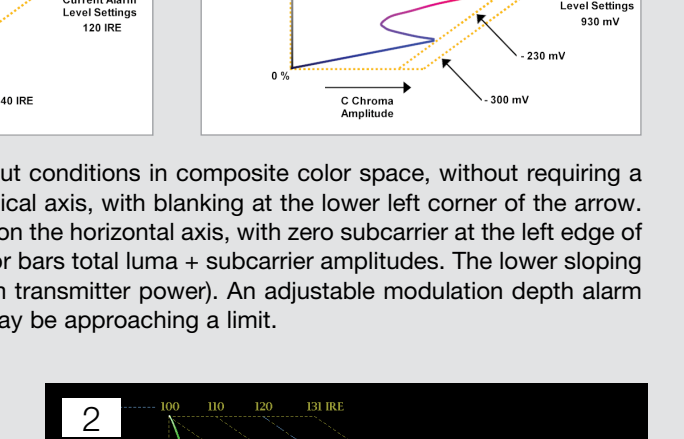 Level Settings
120 IRE
40 IRE
0 %
C Chroma
Amplitude
Level Settings
930 mV
- 230 mV
- 300 mV
ut conditions in composite color space, without requiring a
ical axis, with blanking at the lower left corner of the arrow.
on the horizontal axis, with zero subcarrier at the left edge of
or bars total luma + subcarrier amplitudes. The lower sloping
n transmitter power). An adjustable modulation depth alarm
ay be approaching a limit.
2
100 110 120 131 IRE